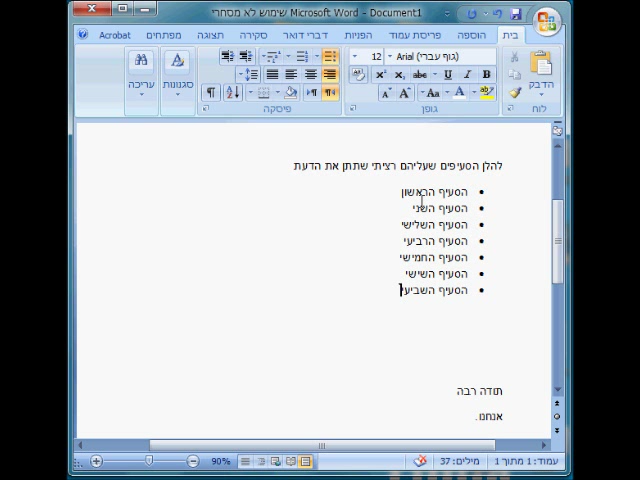 Document1 - Microsoft Word שימוש לא מסחרי
בית
הוספה
פריסת עמוד
הפניות
דברי דואר
סקירה
תצוגה
מפתחים
Acrobat
הדבק
לוח
Arial (גוף עברי)
12
גופן
פיסקה
סגנונות
עריכה
להלן הסעיפים שעליהם רציתי שתתן את הדעת
• הסעיף הראשון
• הסעיף השני
• הסעיף השלישי
• הסעיף הרביעי
• הסעיף החמישי
• הסעיף השישי
• הסעיף השביעי
תודה רבה
אנחנו.
עמוד: 1 מתוך 1
מילים: 37
90%